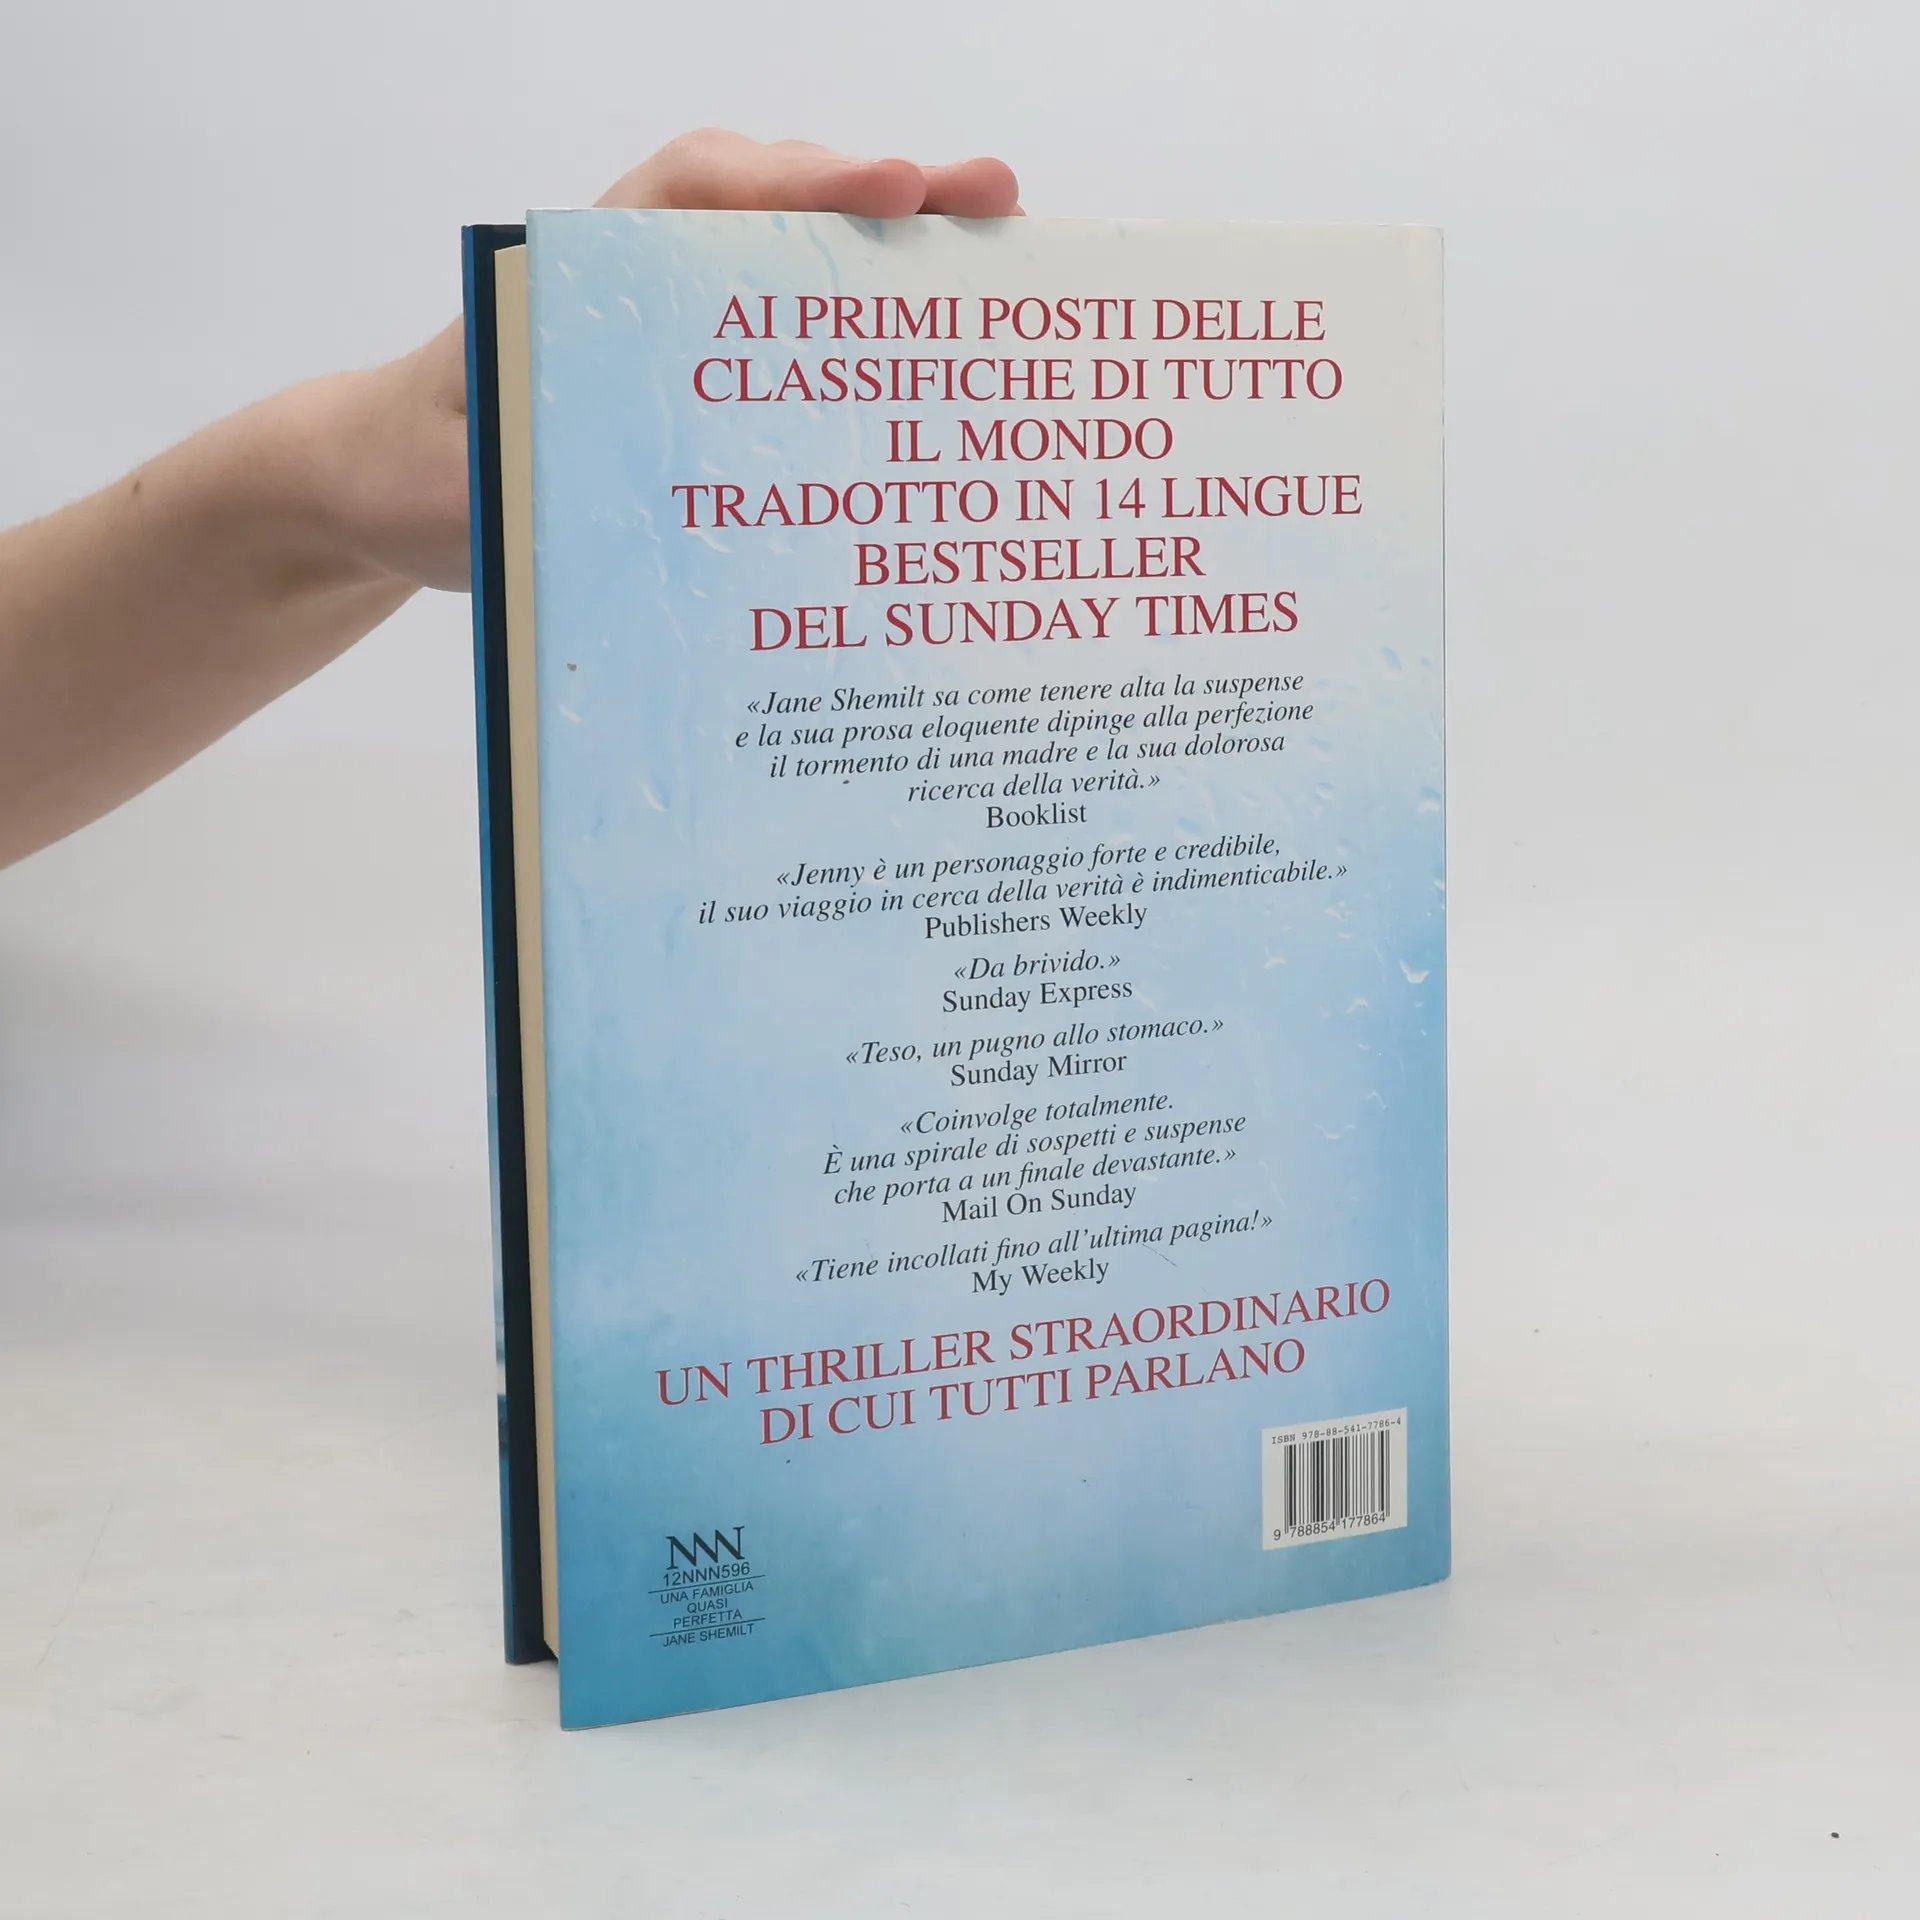 AI PRIMI POSTI DELLE
CLASSIFICHE DI TUTTO
IL MONDO
TRADOTTO IN 14 LINGUE
BESTSELLER
DEL SUNDAY TIMES
«Jane Shemilt sa come tenere alta la suspense
e la sua prosa eloquente dipinge alla perfezione
il tormento di una madre e la sua dolorosa
ricerca della verità.»
Booklist
«Jenny è un personaggio forte e credibile,
il suo viaggio in cerca della verità è indimenticabile.»
Publishers Weekly
«Da brivido.»
Sunday Express
«Teso, un pugno allo stomaco.»
Sunday Mirror
«Coinvolge totalmente.
È una spirale di sospetti e suspense
che porta a un finale devastante.»
Mail On Sunday
«Tiene incollati fino all'ultima pagina!»
My Weekly
UN THRILLER STRAORDINARIO
DI CUI TUTTI PARLANO
ISBN 978-88-541-7786-4
9 788854 177864
NNN
12NNN596
UNA FAMIGLIA
QUASI
PERFETTA
JANE SHEMILT